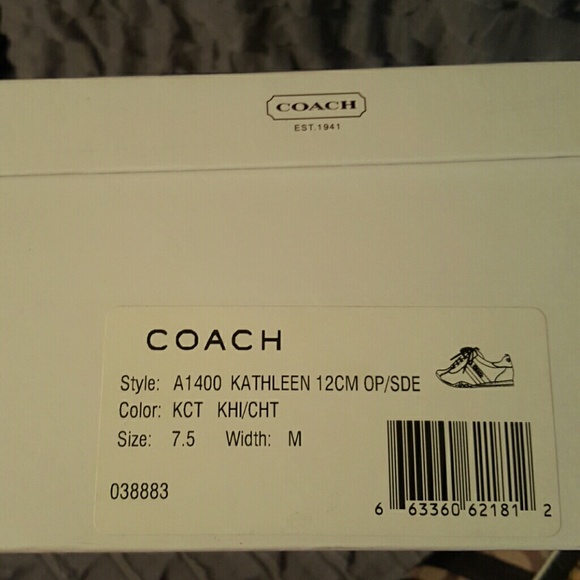 COACH
EST.1941
COACH
Style: A1400 KATHLEEN 12CM OP/SDE
Color: KCT KHI/CHT
Size: 7.5 Width: M
038883
6 63360 62181 2